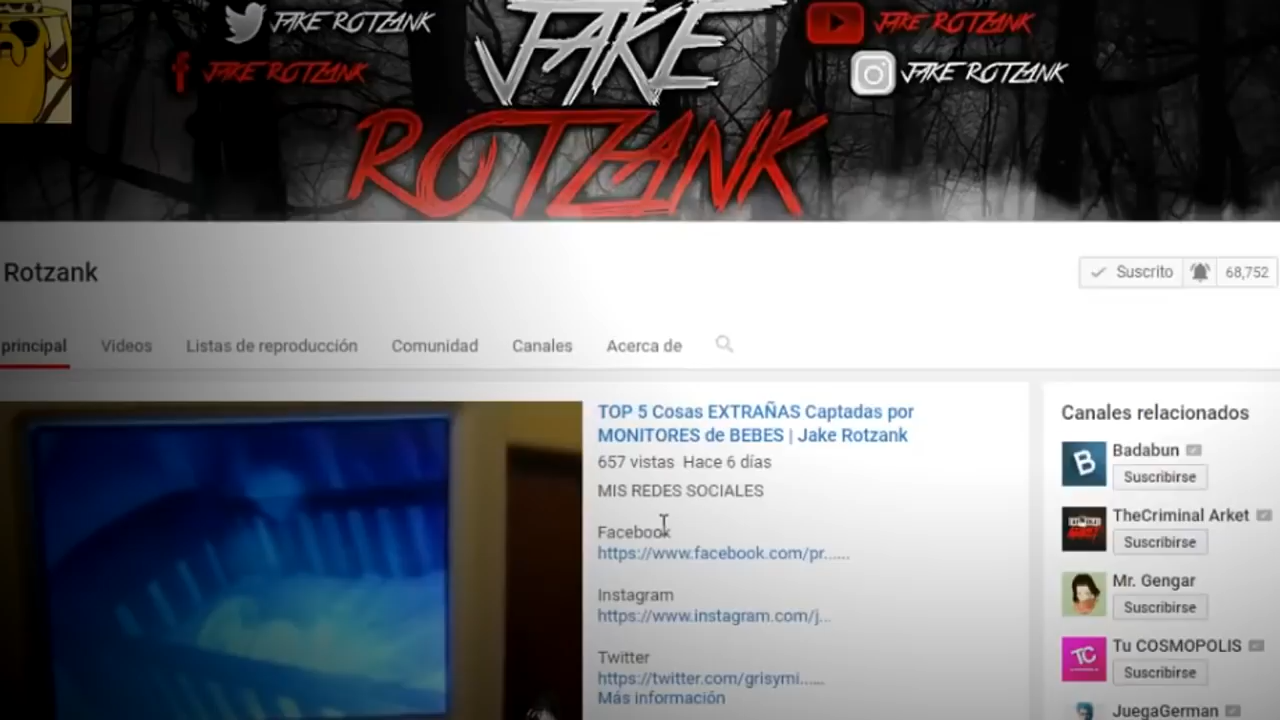 JAKE ROTZANK
JAKE
JAKE ROTZANK
JAKE ROTZANK
JAKE ROTZANK
ROTZANK
Rotzank
Suscrito
68,752
principal
Videos
Listas de reproducción
Comunidad
Canales
Acerca de
TOP 5 Cosas EXTRAÑAS Captadas por
MONITORES de BEBES | Jake Rotzank
657 vistas Hace 6 días
MIS REDES SOCIALES
Facebook
https://www.facebook.com/pr......
Instagram
https://www.instagram.com/j...
Twitter
https://twitter.com/grisymi......
Más información
Canales relacionados
B
Badabun
Suscribirse
TheCriminal Arket
Suscribirse
Mr. Gengar
Suscribirse
TC
Tu COSMOPOLIS
Suscribirse
JuegaGerman